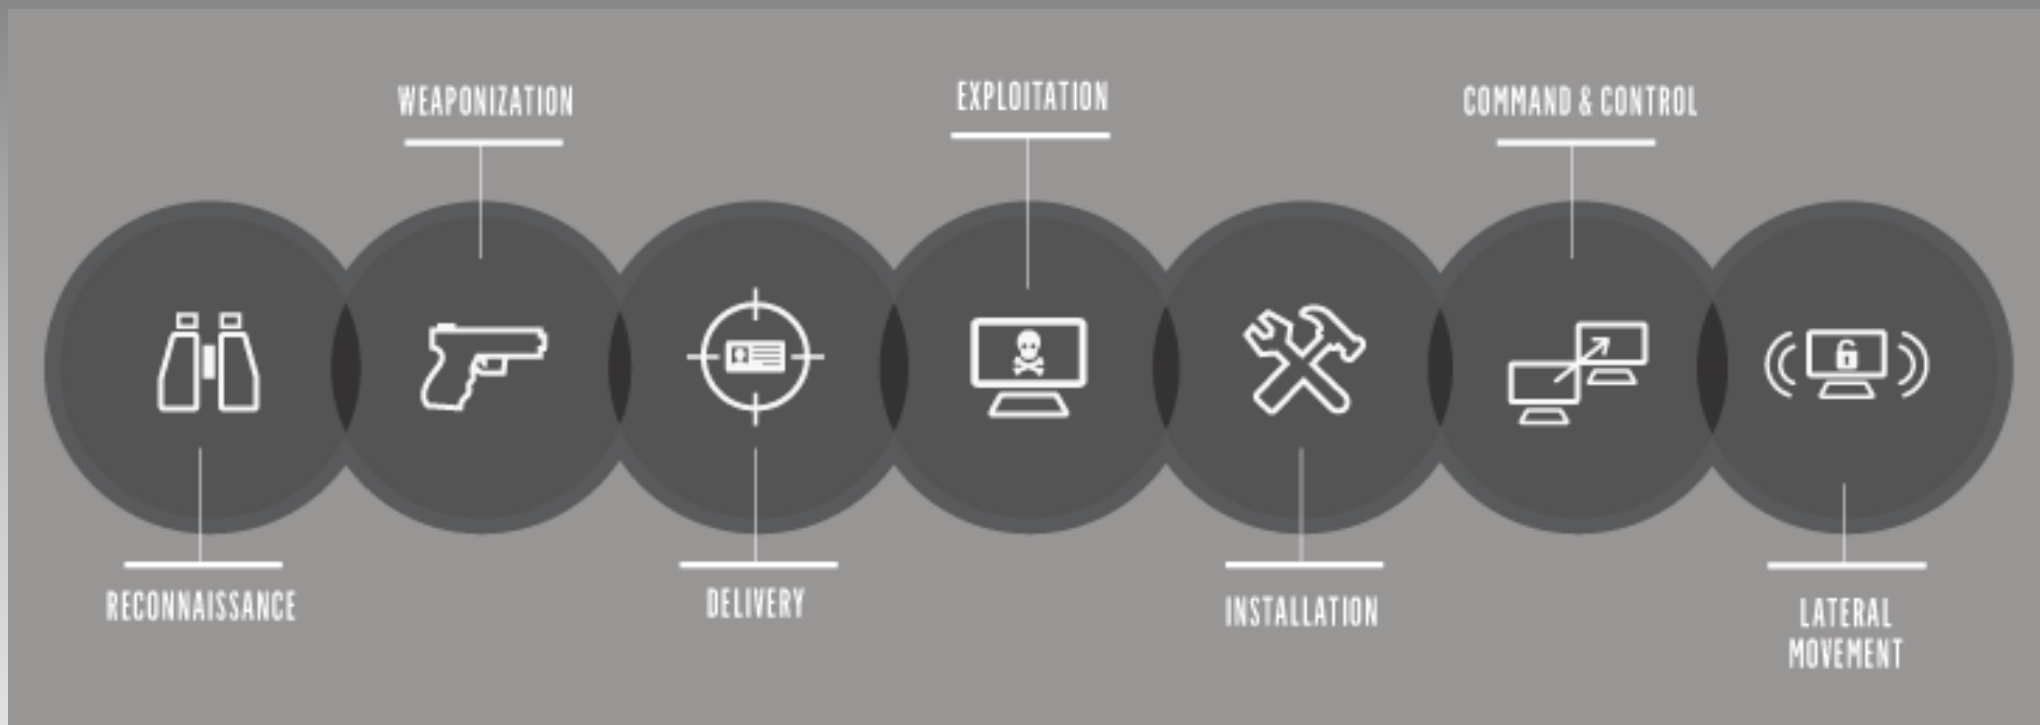 RECONNAISSANCE
WEAPONIZATION
DELIVERY
EXPLOITATION
INSTALLATION
COMMAND & CONTROL
LATERAL
MOVEMENT